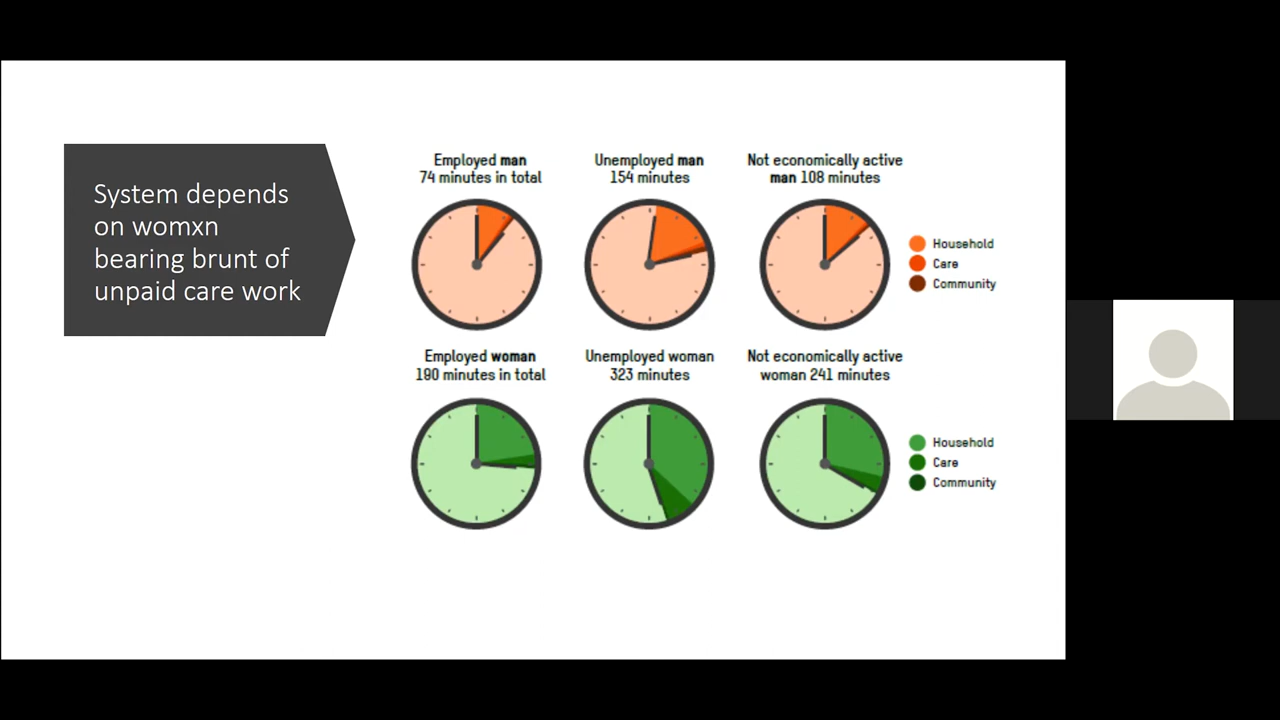 System depends
on womxn
bearing brunt of
unpaid care work
Employed man
74 minutes in total
Unemployed man
154 minutes
Not economically active
man 108 minutes
Household
Care
Community
Employed woman
190 minutes in total
Unemployed woman
323 minutes
Not economically active
woman 241 minutes
Household
Care
Community